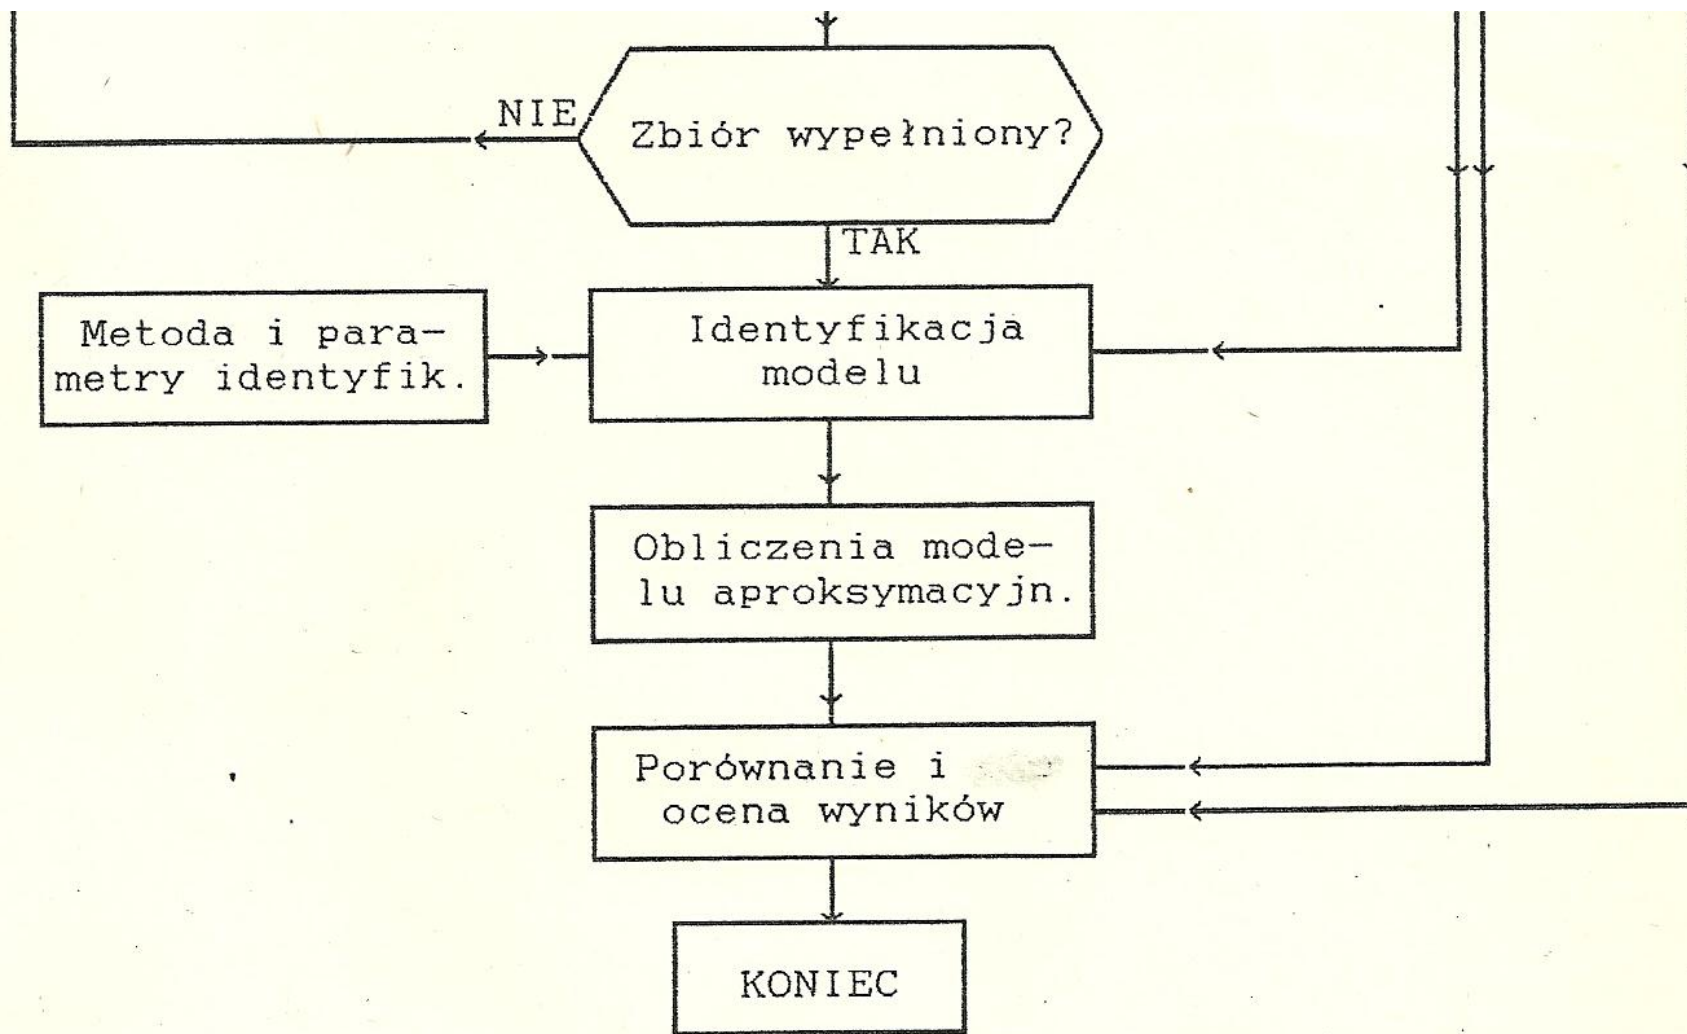 NIE
Zbiór wypełniony?
TAK
Metoda i para-
metry identyfik.
Identyfikacja
modelu
Obliczenia mode-
lu aproksymacyjn.
Porównanie i
ocena wyników
KONIEC